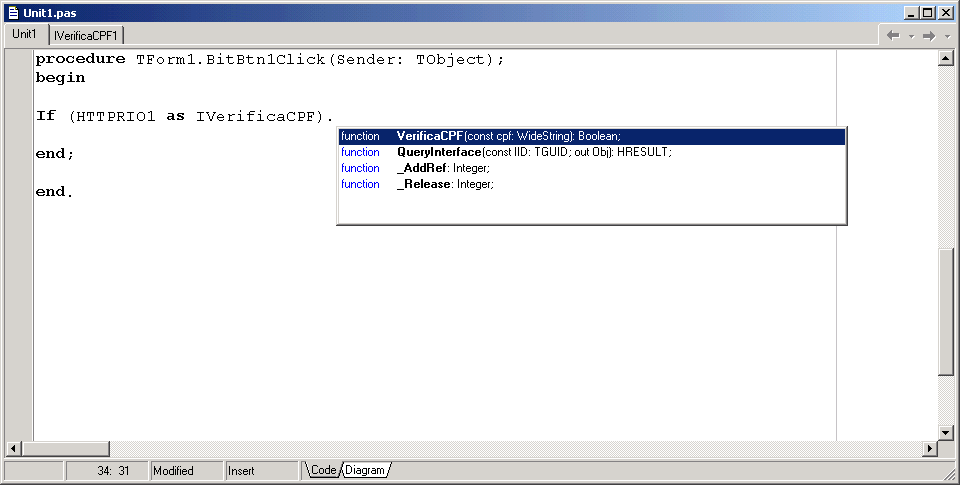 Unit1.pas
Unit1 IVerificaCPF1
procedure TForm1.BitBtn1Click(Sender: TObject);
begin
If (HTTPRIO1 as IVerificaCPF).
function VerificaCPF(const cpf: WideString): Boolean;
function QueryInterface(const IID: TGUID; out Obj): HRESULT;
function _AddRef: Integer;
function _Release: Integer;
end;
end.
34: 31 Modified Insert Code Diagram